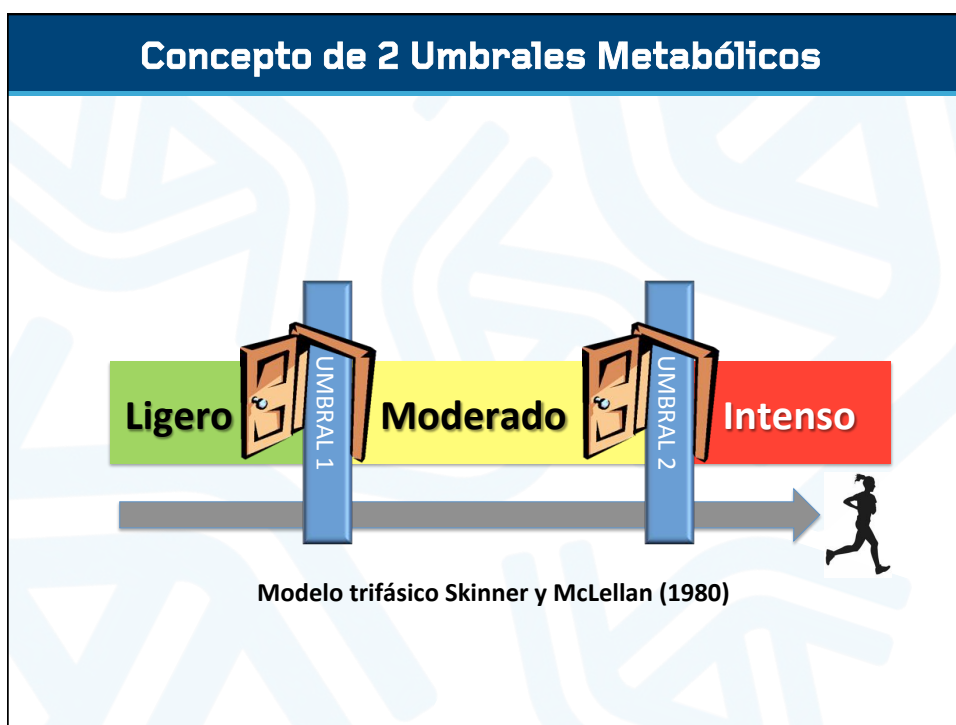 Concepto de 2 Umbrales Metabólicos
Ligero
UMBRAL 1
Moderado
UMBRAL 2
Intenso
Modelo trifásico Skinner y McLellan (1980)